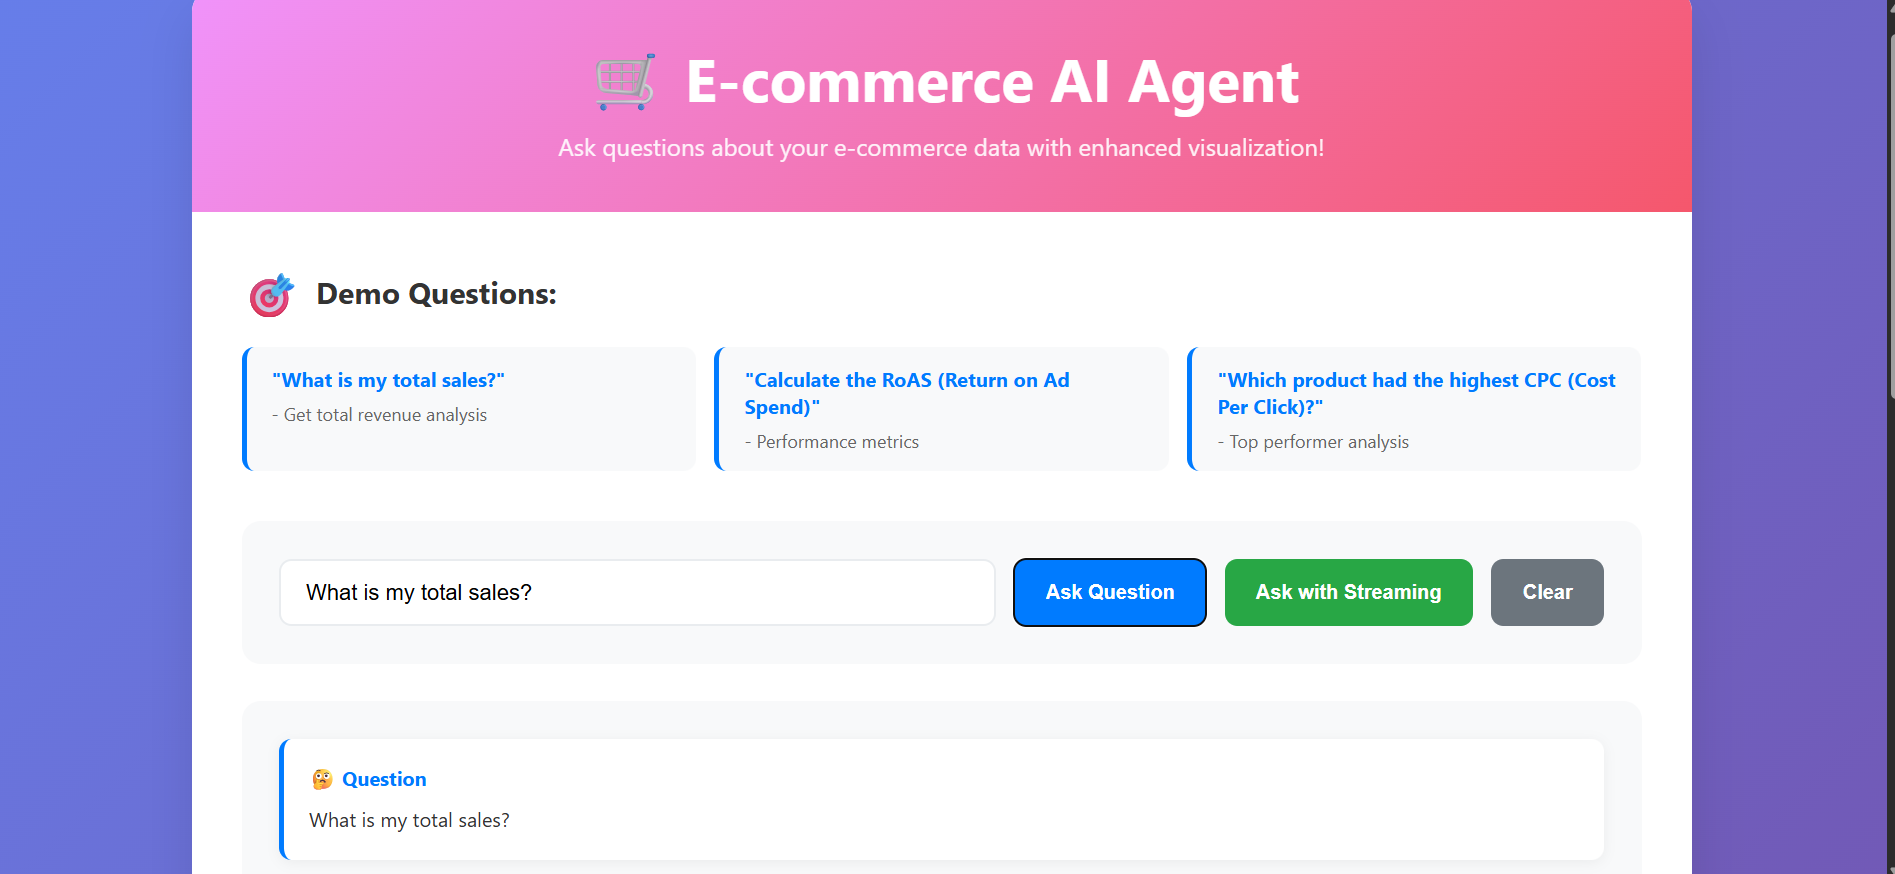 E-commerce AI Agent
Ask questions about your e-commerce data with enhanced visualization!
Demo Questions:
"What is my total sales?"
- Get total revenue analysis
"Calculate the RoAS (Return on Ad
Spend)"
- Performance metrics
"Which product had the highest CPC (Cost
Per Click)?"
- Top performer analysis
What is my total sales?
Ask Question
Ask with Streaming
Clear
Question
What is my total sales?